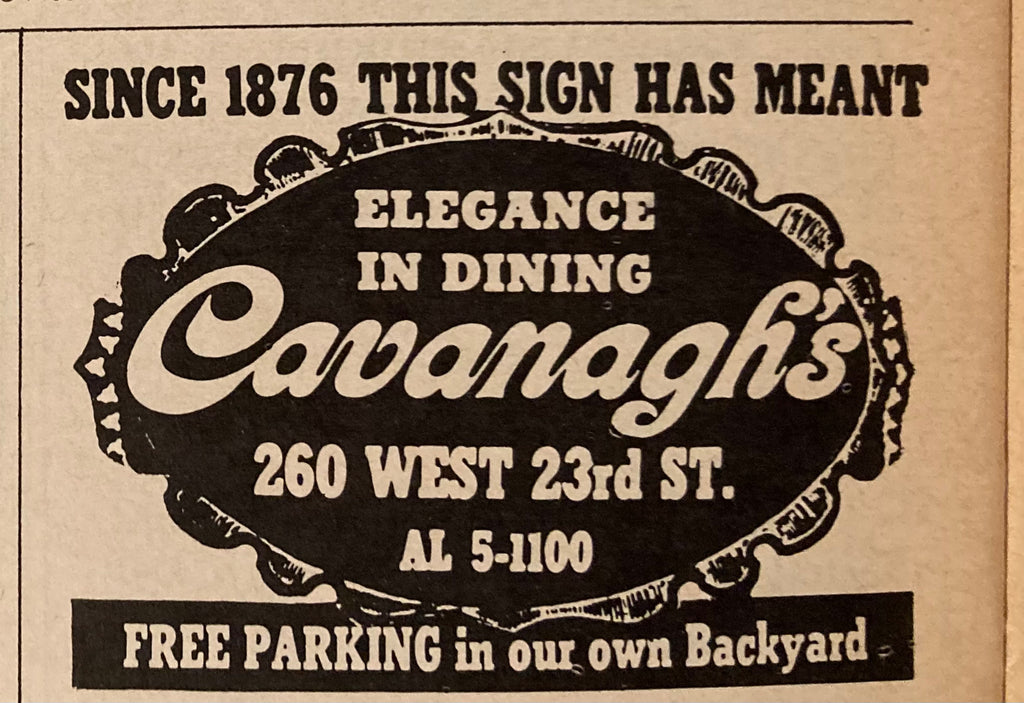 SINCE 1876 THIS SIGN HAS MEANT
ELEGANCE
IN DINING
Cavanagh's
260 WEST 23rd ST.
AL 5-1100
FREE PARKING in our own Backyard